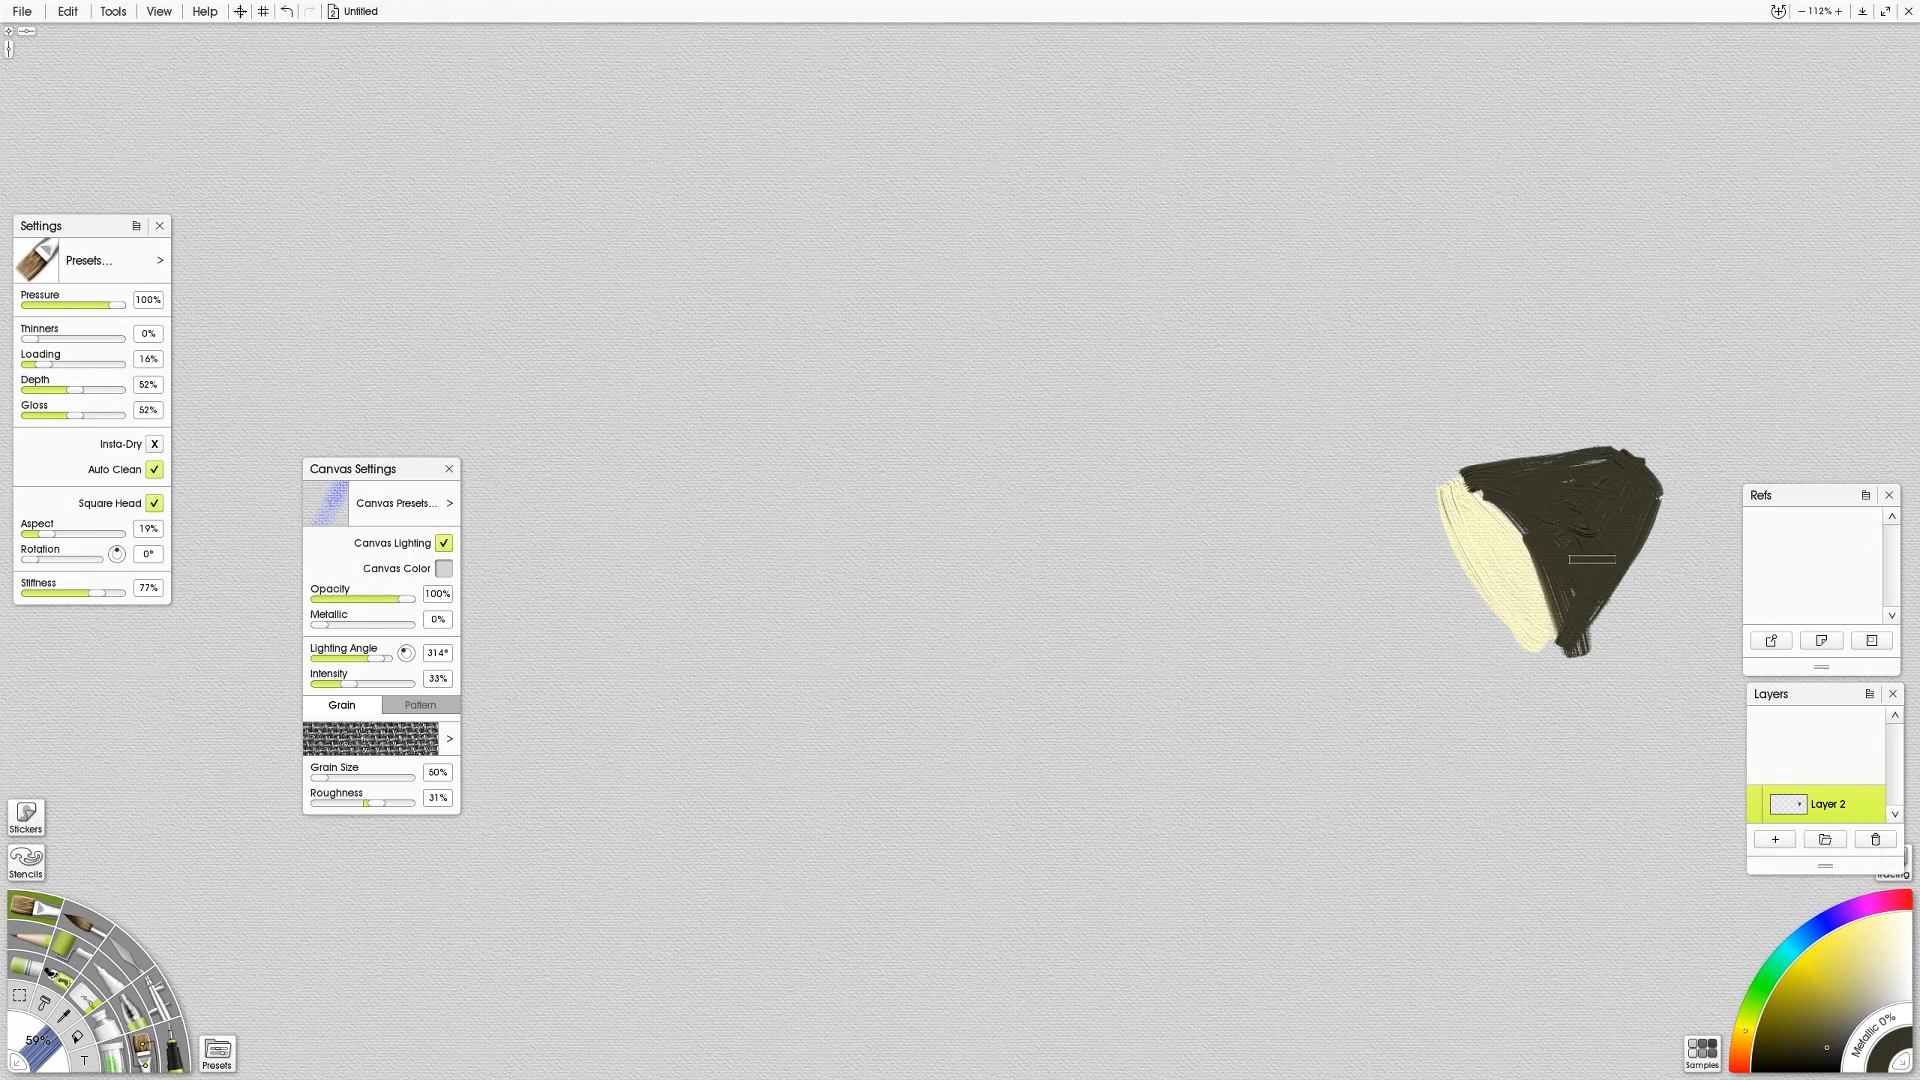 File Edit Tools View Help Untitled 112%
Settings
Presets...
Pressure 100%
Thinners 0%
Loading 16%
Depth 52%
Gloss 52%
Insta-Dry X
Auto Clean
Square Head
Aspect 19%
Rotation 0°
Stiffness 77%
Canvas Settings
Canvas Presets...
Canvas Lighting
Canvas Color
Opacity 100%
Metallic 0%
Lighting Angle 314°
Intensity 33%
Grain Pattern
Grain Size 50%
Roughness 31%
Refs
Layers
Layer 2
Stickers
Stencils
59%
T
Presets
Samples
Metallic 0%